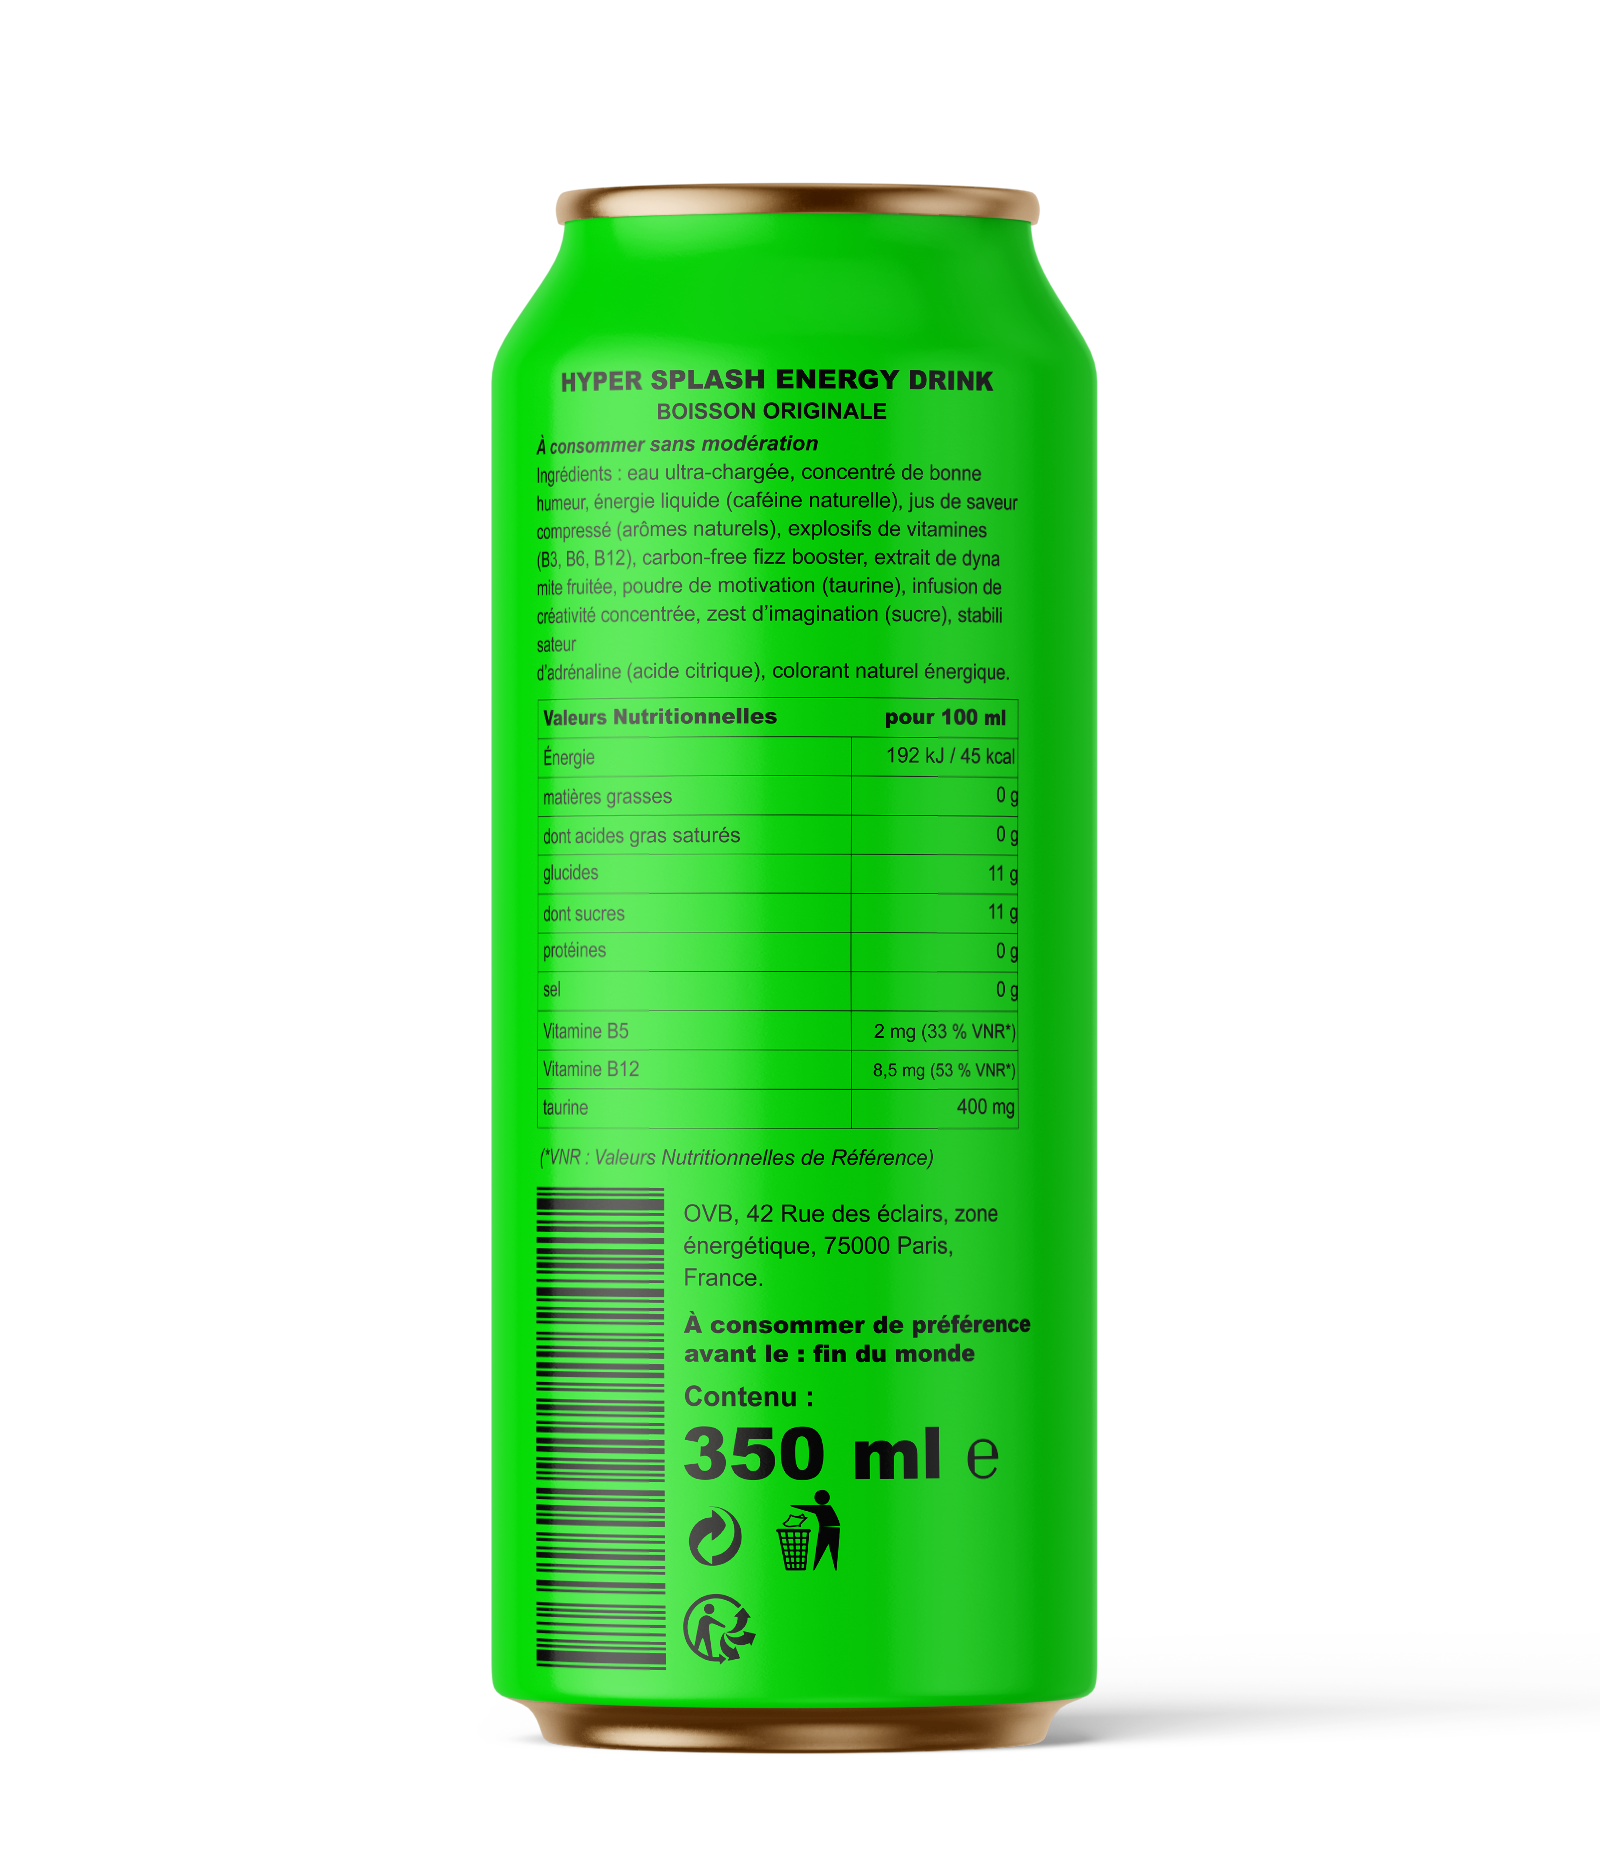 HYPER SPLASH ENERGY DRINK
BOISSON ORIGINALE
À consommer sans modération
Ingrédients : eau ultra-chargée, concentré de bonne
humeur, énergie liquide (caféine naturelle), jus de saveur
compressé (arômes naturels), explosifs de vitamines
(B3, B6, B12), carbon-free fizz booster, extrait de dyna
mite fruitée, poudre de motivation (taurine), infusion de
créativité concentrée, zest d’imagination (sucre), stabili
sateur
d’adrénaline (acide citrique), colorant naturel énergique.
Valeurs Nutritionnelles pour 100 ml
Énergie 192 kJ / 45 kcal
matières grasses 0 g
dont acides gras saturés 0 g
glucides 11 g
dont sucres 11 g
protéines 0 g
sel 0 g
Vitamine B5 2 mg (33 % VNR*)
Vitamine B12 8,5 mg (53 % VNR*)
taurine 400 mg
(*VNR : Valeurs Nutritionnelles de Référence)
OVB, 42 Rue des éclairs, zone
énergétique, 75000 Paris,
France.
À consommer de préférence
avant le : fin du monde
Contenu :
350 ml e